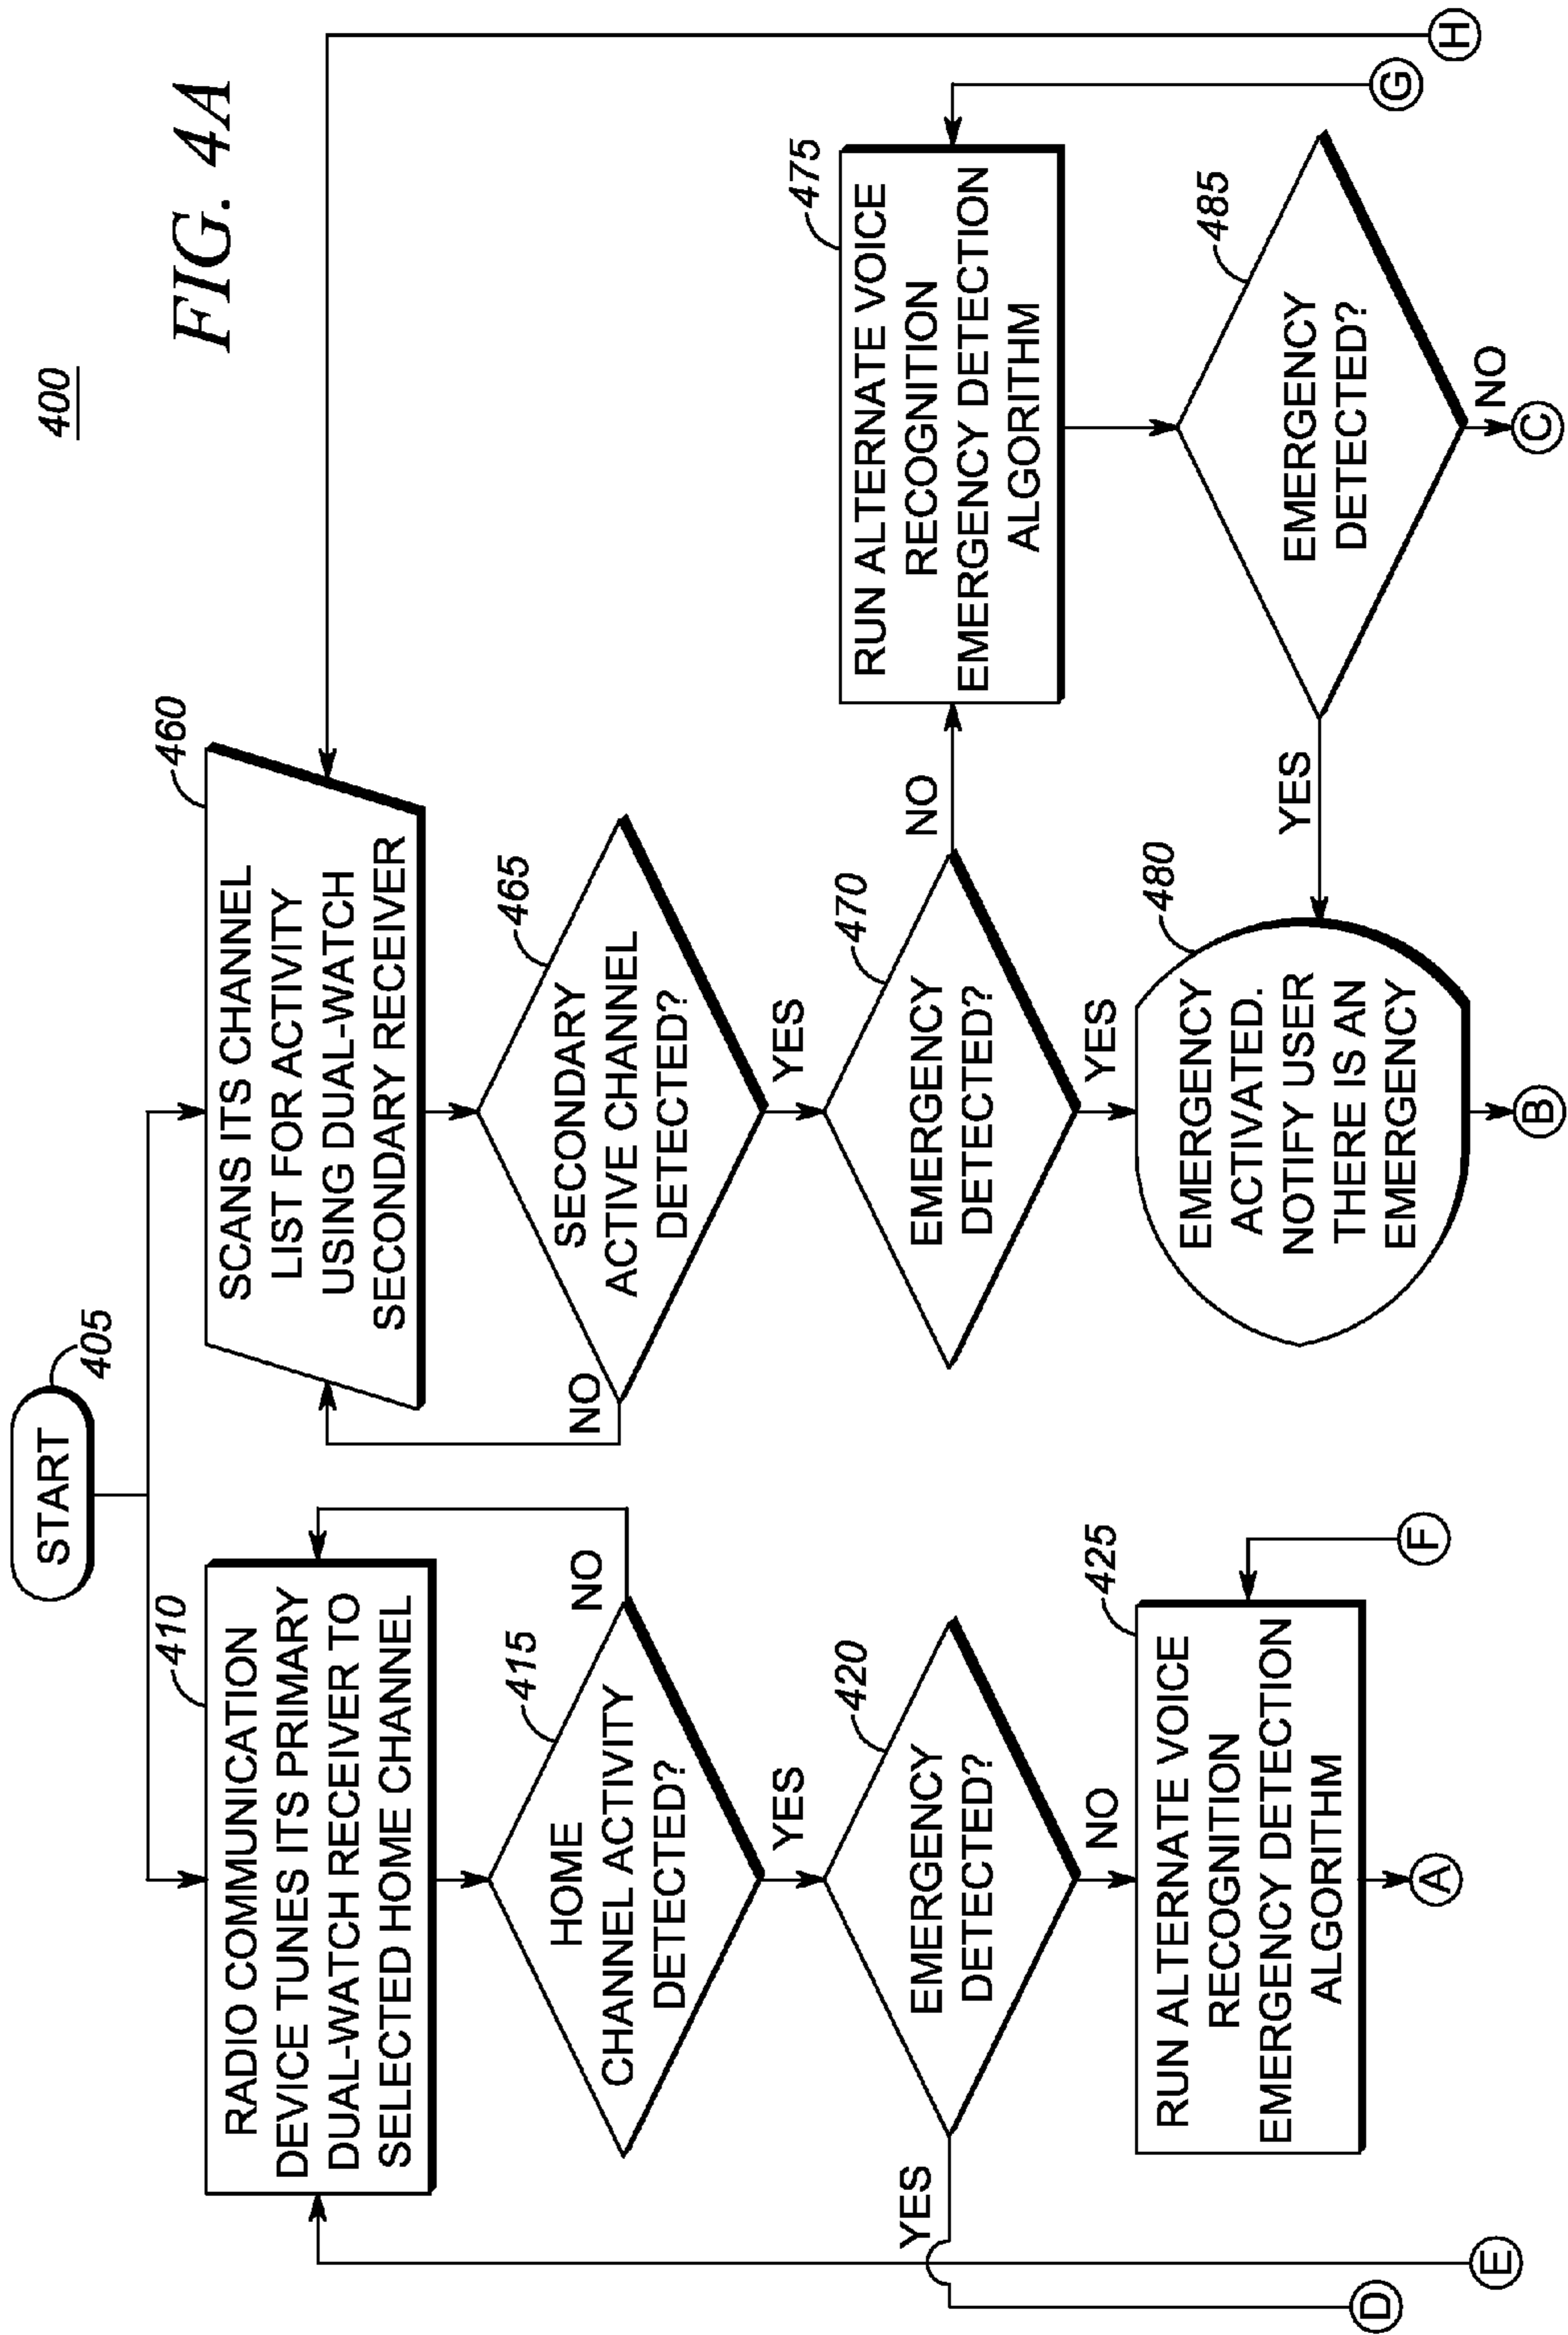 400
FIG. 4A
START
405
410
RADIO COMMUNICATION
DEVICE TUNES ITS PRIMARY
DUAL-WATCH RECEIVER TO
SELECTED HOME CHANNEL
415
HOME
CHANNEL ACTIVITY
DETECTED?
NO
YES
420
EMERGENCY
DETECTED?
YES
NO
425
RUN ALTERNATE VOICE
RECOGNITION
EMERGENCY DETECTION
ALGORITHM
D
E
A
F
460
SCANS ITS CHANNEL
LIST FOR ACTIVITY
USING DUAL-WATCH
SECONDARY RECEIVER
465
SECONDARY
ACTIVE CHANNEL
DETECTED?
NO
YES
470
EMERGENCY
DETECTED?
NO
YES
480
EMERGENCY
ACTIVATED.
NOTIFY USER
THERE IS AN
EMERGENCY
B
475
RUN ALTERNATE VOICE
RECOGNITION
EMERGENCY DETECTION
ALGORITHM
485
EMERGENCY
DETECTED?
YES
NO
C
G
H